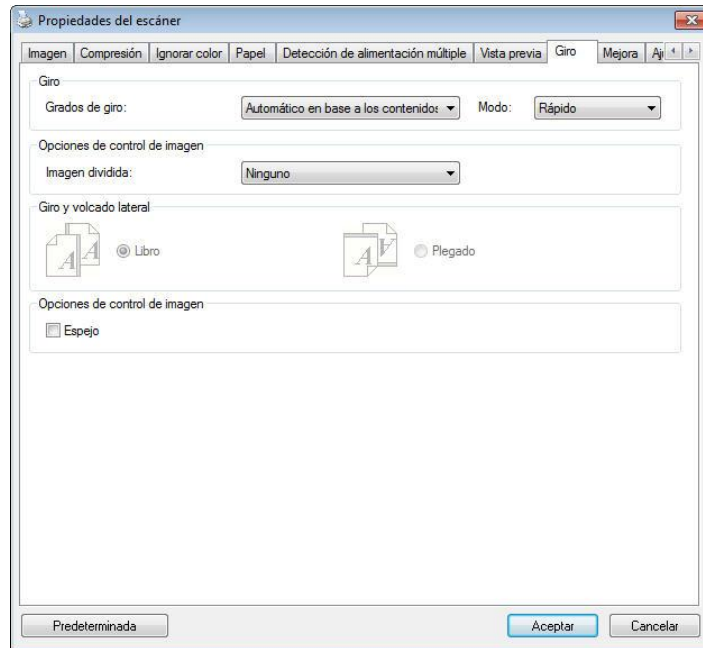 Propiedades del escáner
Imagen Compresión Ignorar color Papel Detección de alimentación múltiple Vista previa Giro Mejora Aj
Giro
Grados de giro: Automático en base a los contenidos Modo: Rápido
Opciones de control de imagen
Imagen dividida: Ninguno
Giro y volcado lateral
A A Libro A A Plegado
Opciones de control de imagen
Espejo
Predeterminada Aceptar Cancelar